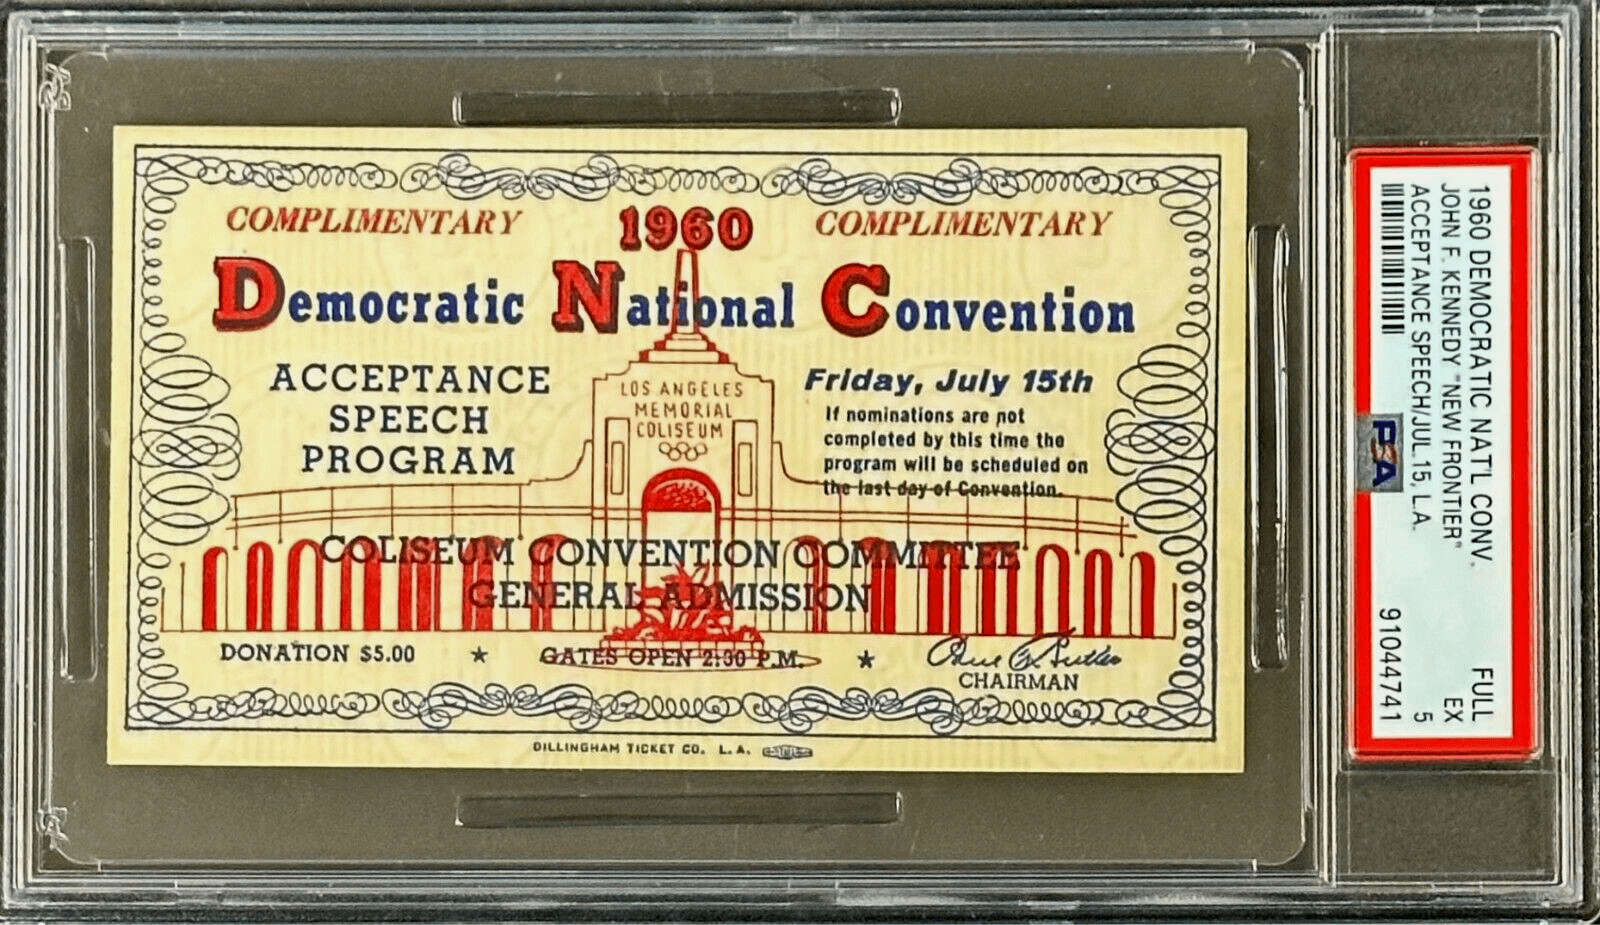 COMPLIMENTARY 1960 COMPLIMENTARY
Democratic National Convention
ACCEPTANCE
SPEECH
PROGRAM
LOS ANGELES
MEMORIAL
COLISEUM
Friday, July 15th
If nominations are not
completed by this time the
program will be scheduled on
the last day of Convention.
COLISEUM CONVENTION COMMITTEE
GENERAL ADMISSION
DONATION $5.00 ★ GATES OPEN 2:30 P.M. ★
CHAIRMAN
DILLINGHAM TICKET CO. L.A.
1960 DEMOCRATIC NAT'L CONV. FULL
JOHN F. KENNEDY "NEW FRONTIER" EX
ACCEPTANCE SPEECH/JUL.15, L.A. 5
91044741
PSA